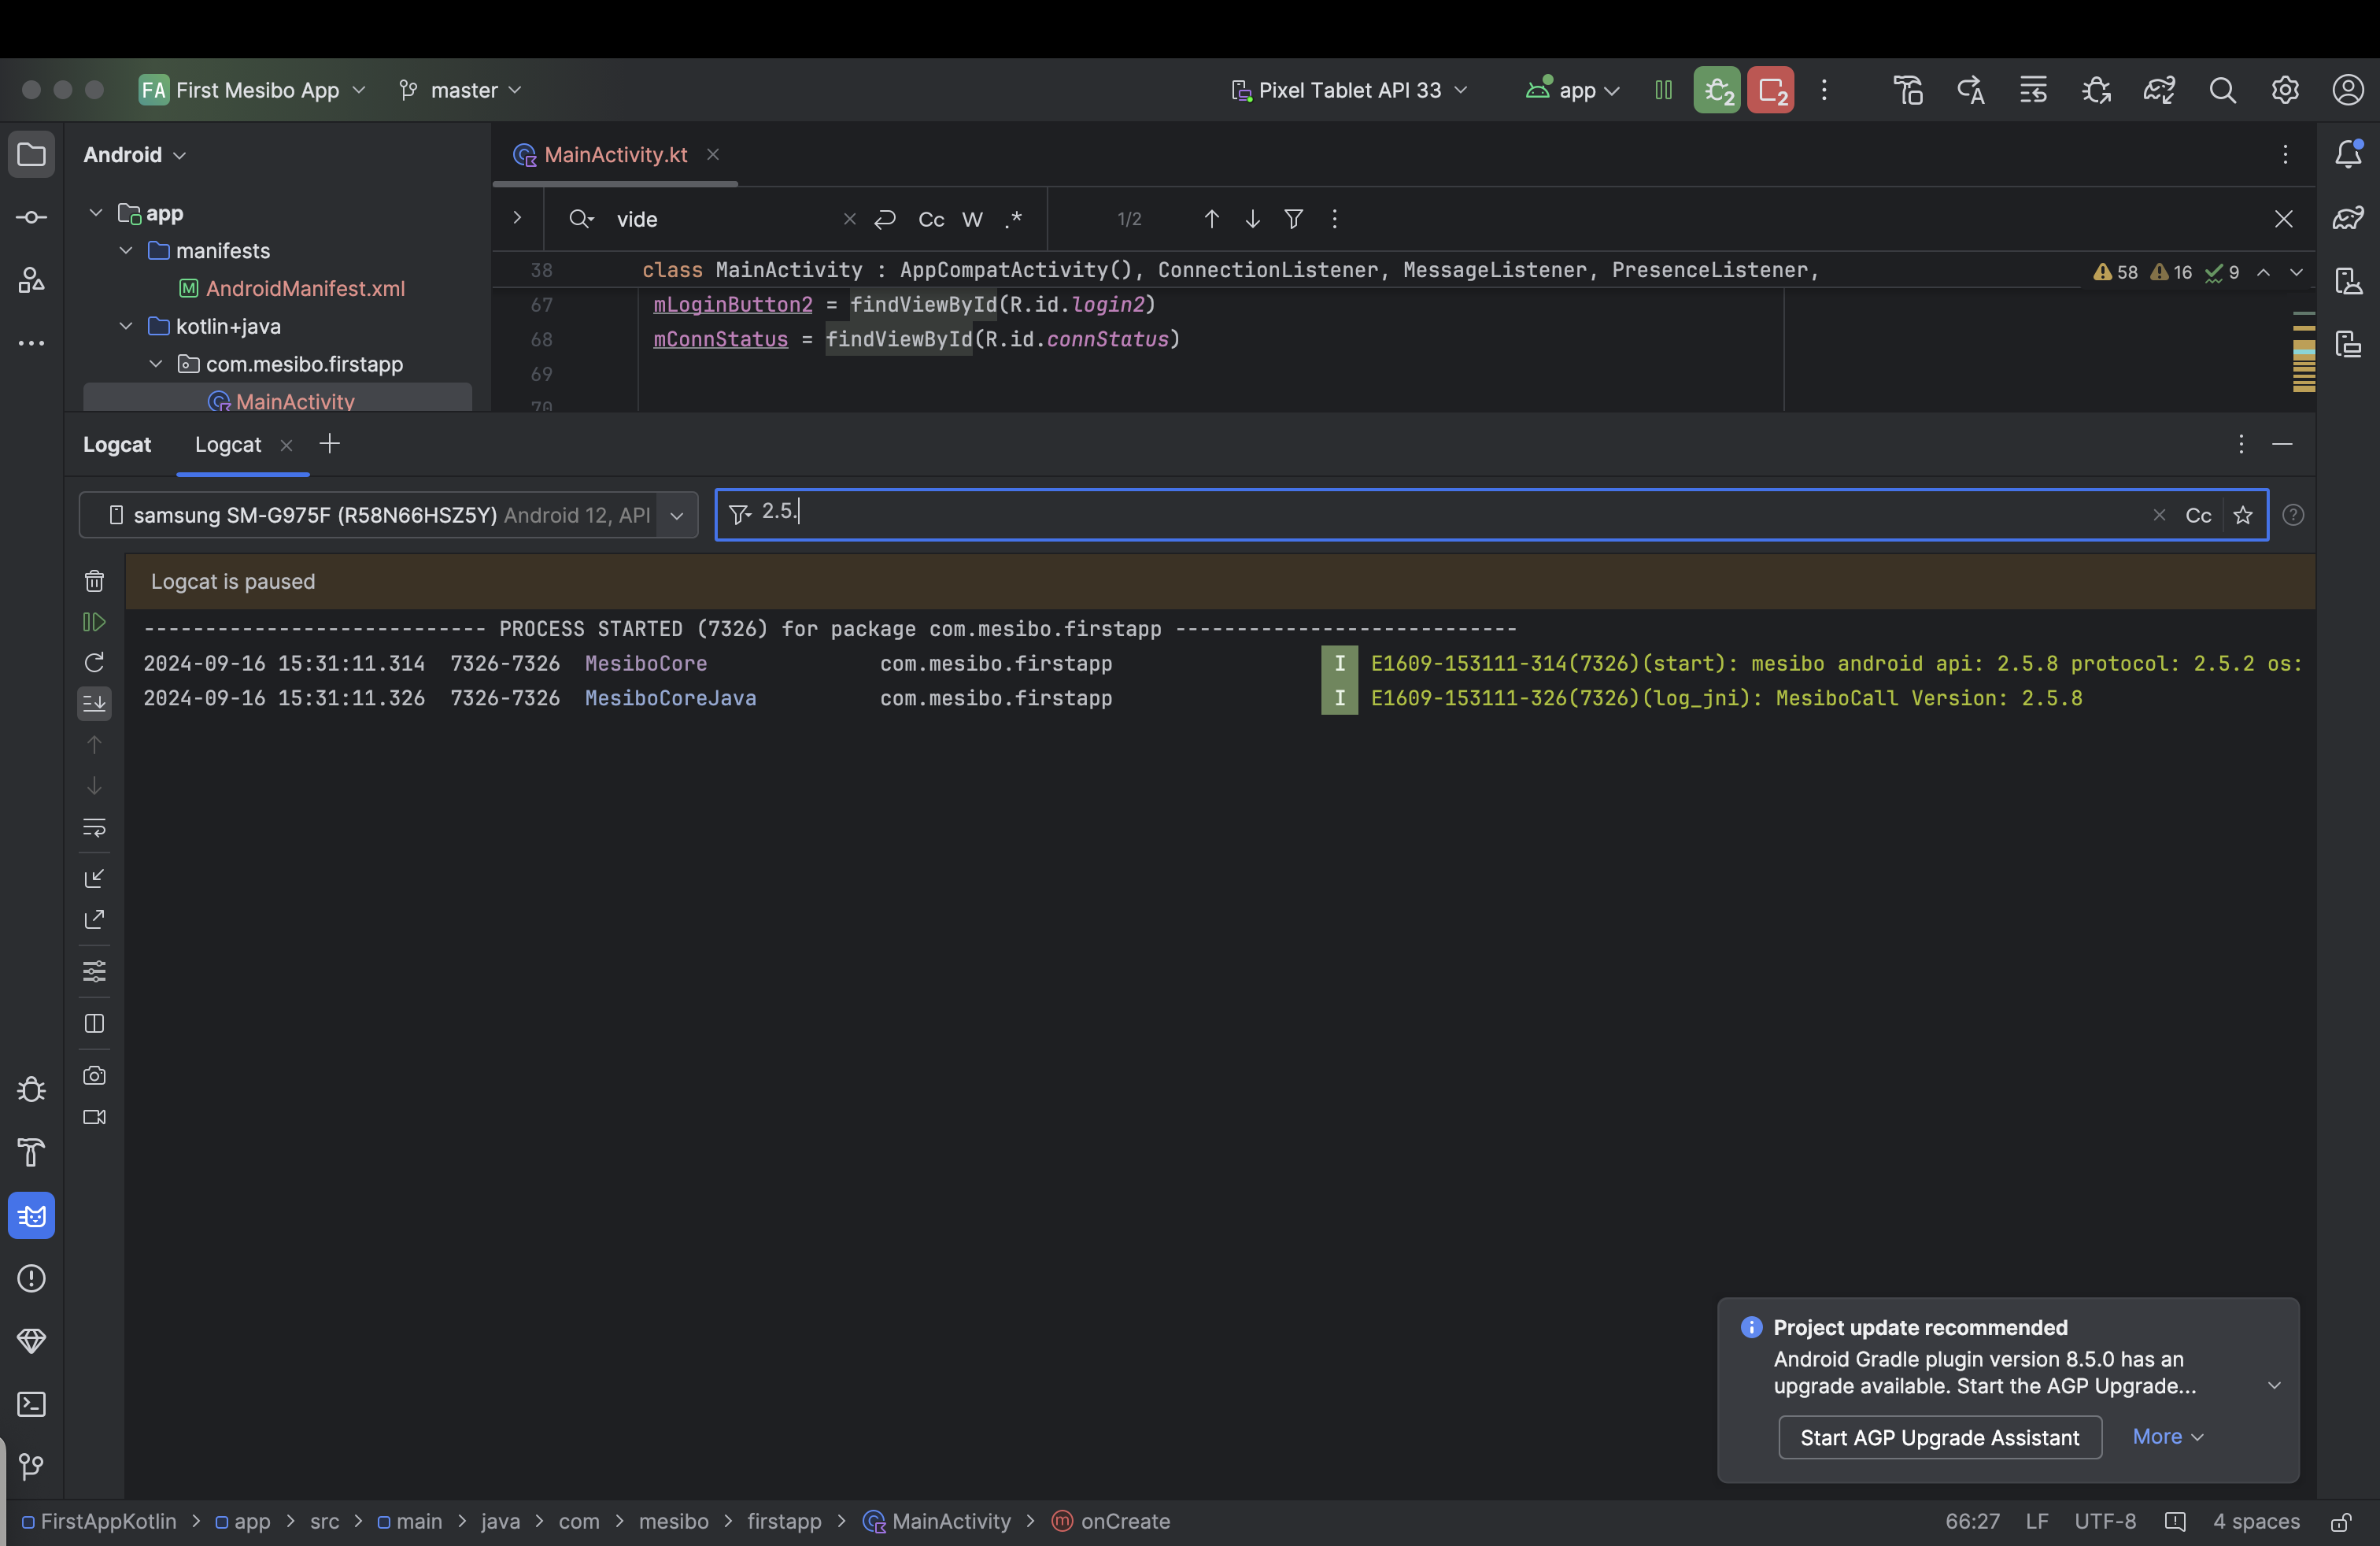 FA First Mesibo App master Pixel Tablet API 33 app 2 2
Android
MainActivity.kt
app
manifests
AndroidManifest.xml
kotlin+java
com.mesibo.firstapp
MainActivity
vide Cc W .* 1/2
38 class MainActivity : AppCompatActivity(), ConnectionListener, MessageListener, PresenceListener, 58 16 9
67 mLoginButton2 = findViewById(R.id.login2)
68 mConnStatus = findViewById(R.id.connStatus)
69
70
Logcat Logcat
samsung SM-G975F (R58N66HSZ5Y) Android 12, API 2.5. Cc
Logcat is paused
---------------------------- PROCESS STARTED (7326) for package com.mesibo.firstapp ----------------------------
2024-09-16 15:31:11.314 7326-7326 MesiboCore com.mesibo.firstapp I E1609-153111-314(7326)(start): mesibo android api: 2.5.8 protocol: 2.5.2 os:
2024-09-16 15:31:11.326 7326-7326 MesiboCoreJava com.mesibo.firstapp I E1609-153111-326(7326)(log_jni): MesiboCall Version: 2.5.8
Project update recommended
Android Gradle plugin version 8.5.0 has an
upgrade available. Start the AGP Upgrade...
Start AGP Upgrade Assistant More
FirstAppKotlin > app > src > main > java > com > mesibo > firstapp > MainActivity > onCreate 66:27 LF UTF-8 4 spaces